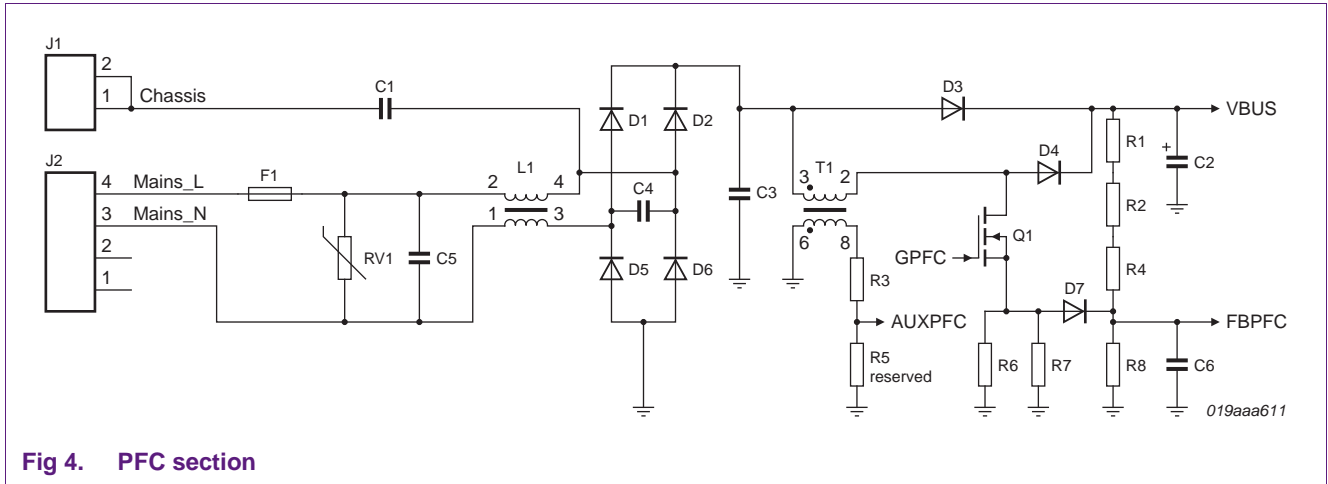 J1
2
1
Chassis
C1
J2
4
Mains_L
F1
3
Mains_N
2
1
RV1
C5
L1
2
4
1
3
D1
D2
C4
D5
D6
C3
D3
T1
3
2
6
8
R3
AUXPFC
R5
reserved
D4
GPFC
Q1
D7
R6
R7
R1
R2
R4
R8
VBUS
+
C2
FBPFC
C6
019aaa611
Fig 4. PFC section